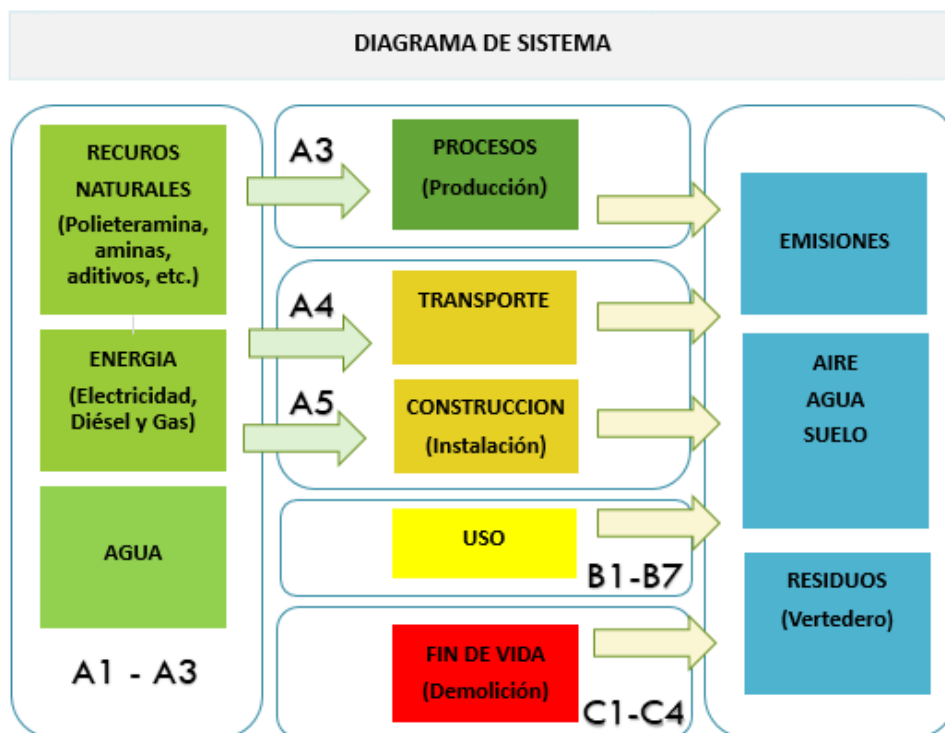 DIAGRAMA DE SISTEMA
RECUROS
NATURALES
(Polieteramina,
aminas,
aditivos, etc.)
ENERGIA
(Electricidad,
Diésel y Gas)
AGUA
A1 - A3
A3
PROCESOS
(Producción)
A4
TRANSPORTE
A5
CONSTRUCCION
(Instalación)
USO
B1-B7
FIN DE VIDA
(Demolición)
C1-C4
EMISIONES
AIRE
AGUA
SUELO
RESIDUOS
(Vertedero)